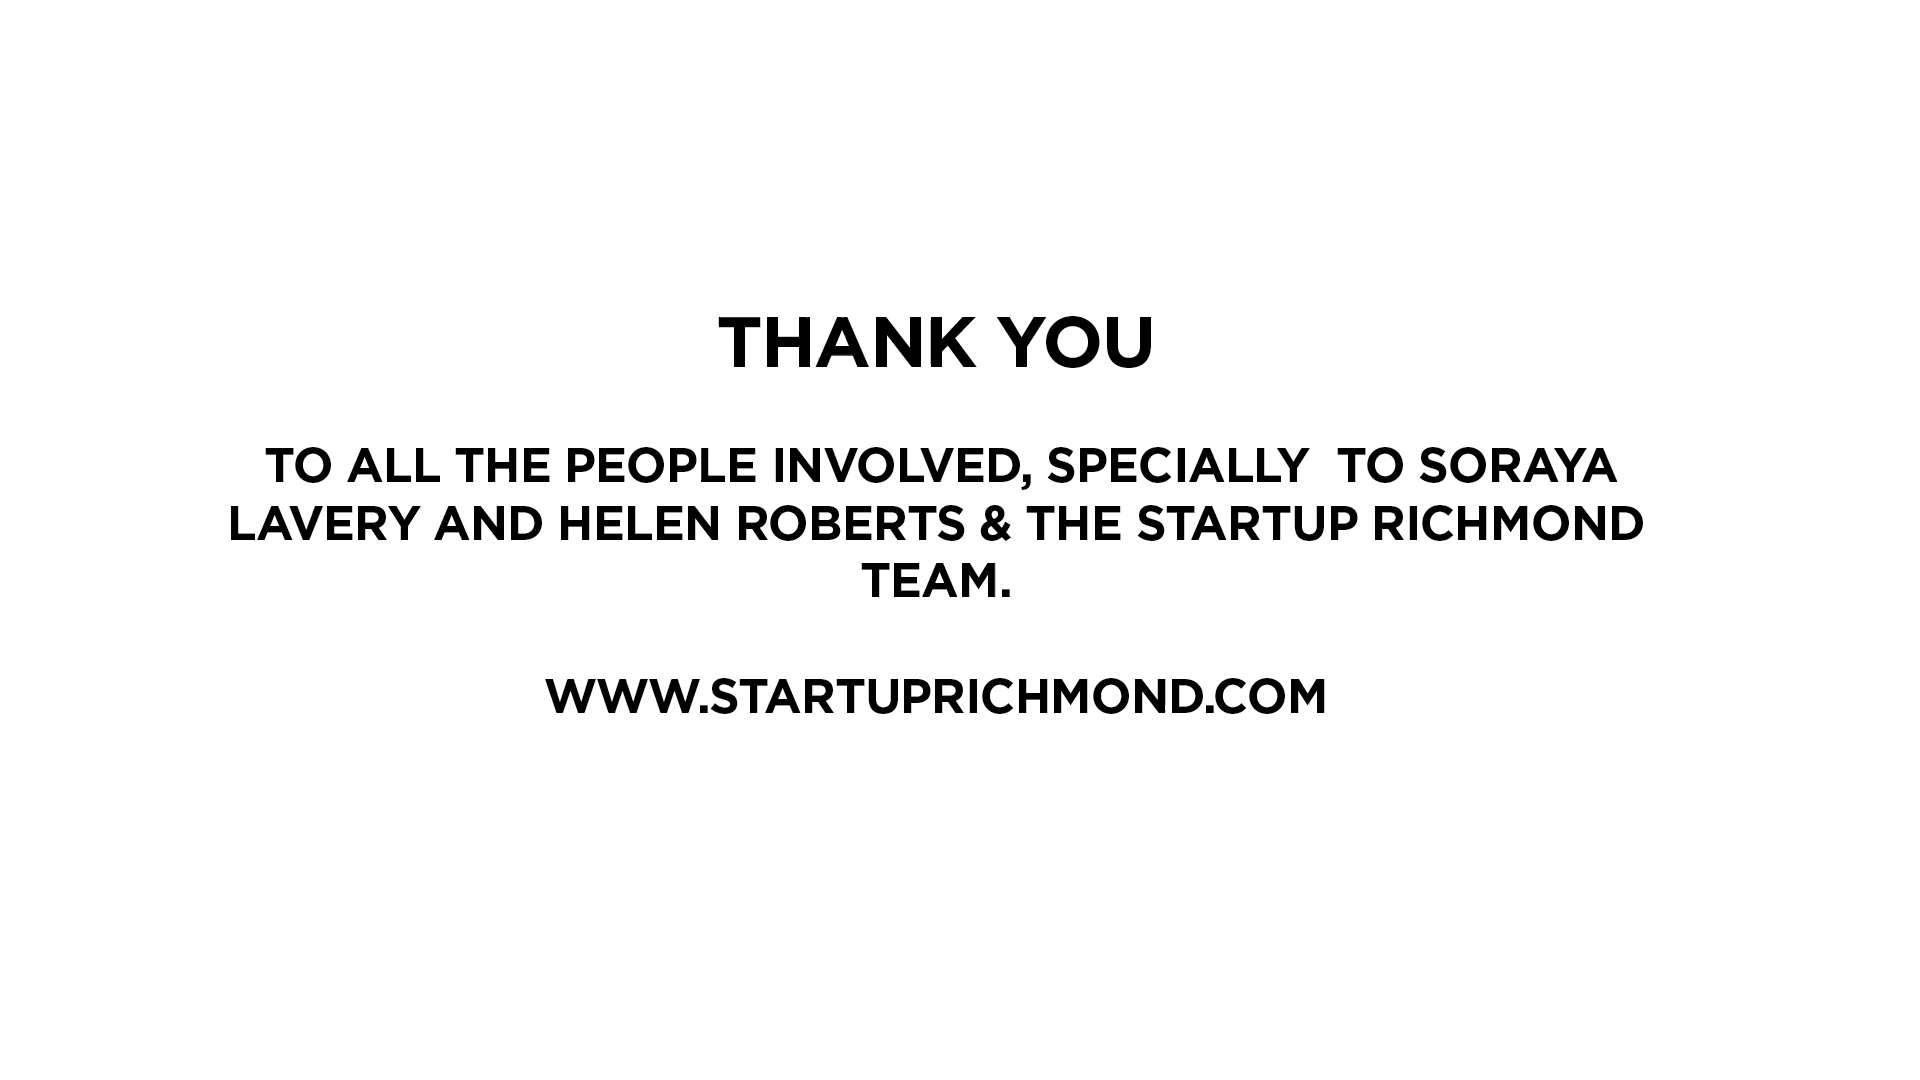 THANK YOU
TO ALL THE PEOPLE INVOLVED, SPECIALLY  TO SORAYA
LAVERY AND HELEN ROBERTS & THE STARTUP RICHMOND
TEAM.
WWW.STARTUPRICHMOND.COM